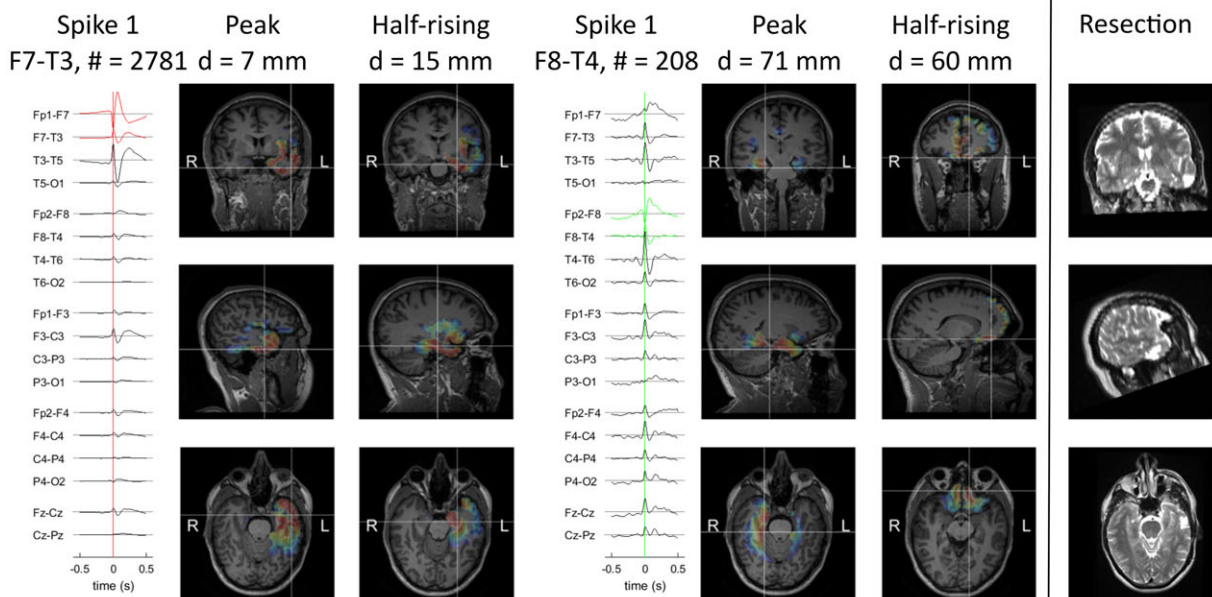 Spike 1 Peak Half-rising Spike 1 Peak Half-rising Resection
F7-T3, # = 2781 d = 7 mm d = 15 mm F8-T4, # = 208 d = 71 mm d = 60 mm
Fp1-F7
F7-T3
T3-T5
T5-O1
Fp2-F8
F8-T4
T4-T6
T6-O2
Fp1-F3
F3-C3
C3-P3
P3-O1
Fp2-F4
F4-C4
C4-P4
P4-O2
Fz-Cz
Cz-Pz
-0.5 0 0.5
time (s)
R L
R L
R L
R L
Fp1-F7
F7-T3
T3-T5
T5-O1
Fp2-F8
F8-T4
T4-T6
T6-O2
Fp1-F3
F3-C3
C3-P3
P3-O1
Fp2-F4
F4-C4
C4-P4
P4-O2
Fz-Cz
Cz-Pz
-0.5 0 0.5
time (s)
R L
R L
R L
R L